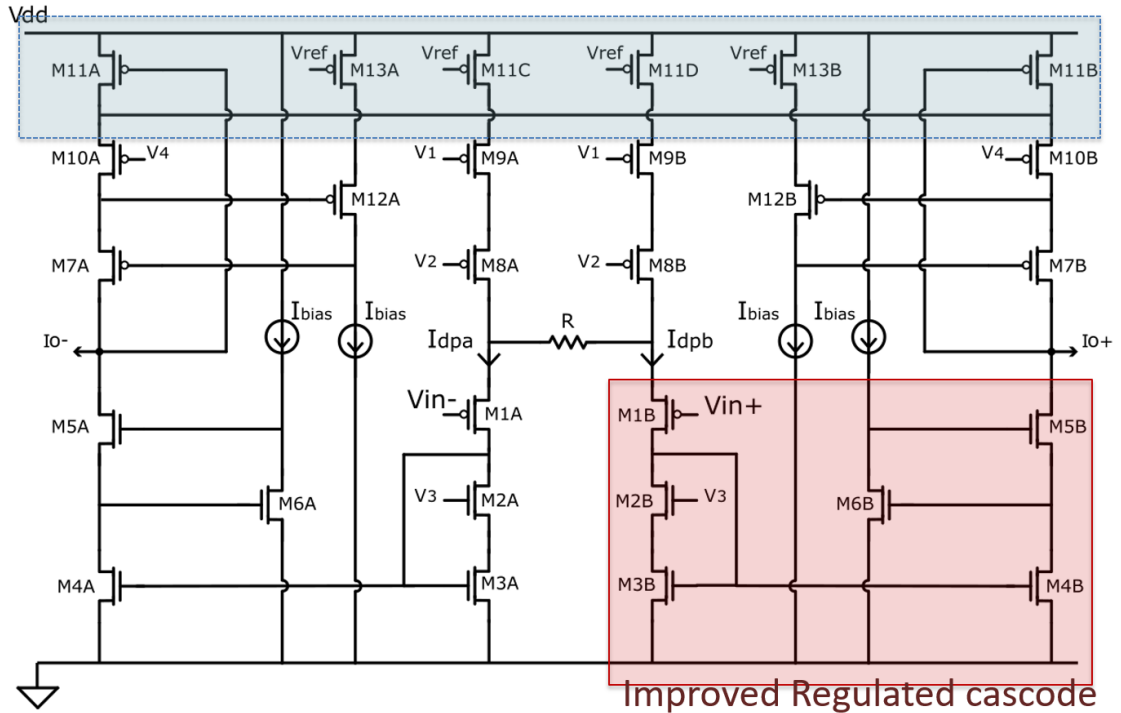 Vdd
M11A
Vref
M13A
Vref
M11C
Vref
M11D
Vref
M13B
M11B
M10A
V4
V1
M9A
V1
M9B
V4
M10B
M12A
M12B
M7A
V2
M8A
V2
M8B
M7B
Ibias
Ibias
Ibias
Ibias
R
Io-
Idpa
Idpb
Io+
Vin-
M1A
M1B
Vin+
M5A
M5B
M6A
V3
M2A
M2B
V3
M6B
M4A
M3A
M3B
M4B
Improved Regulated cascode